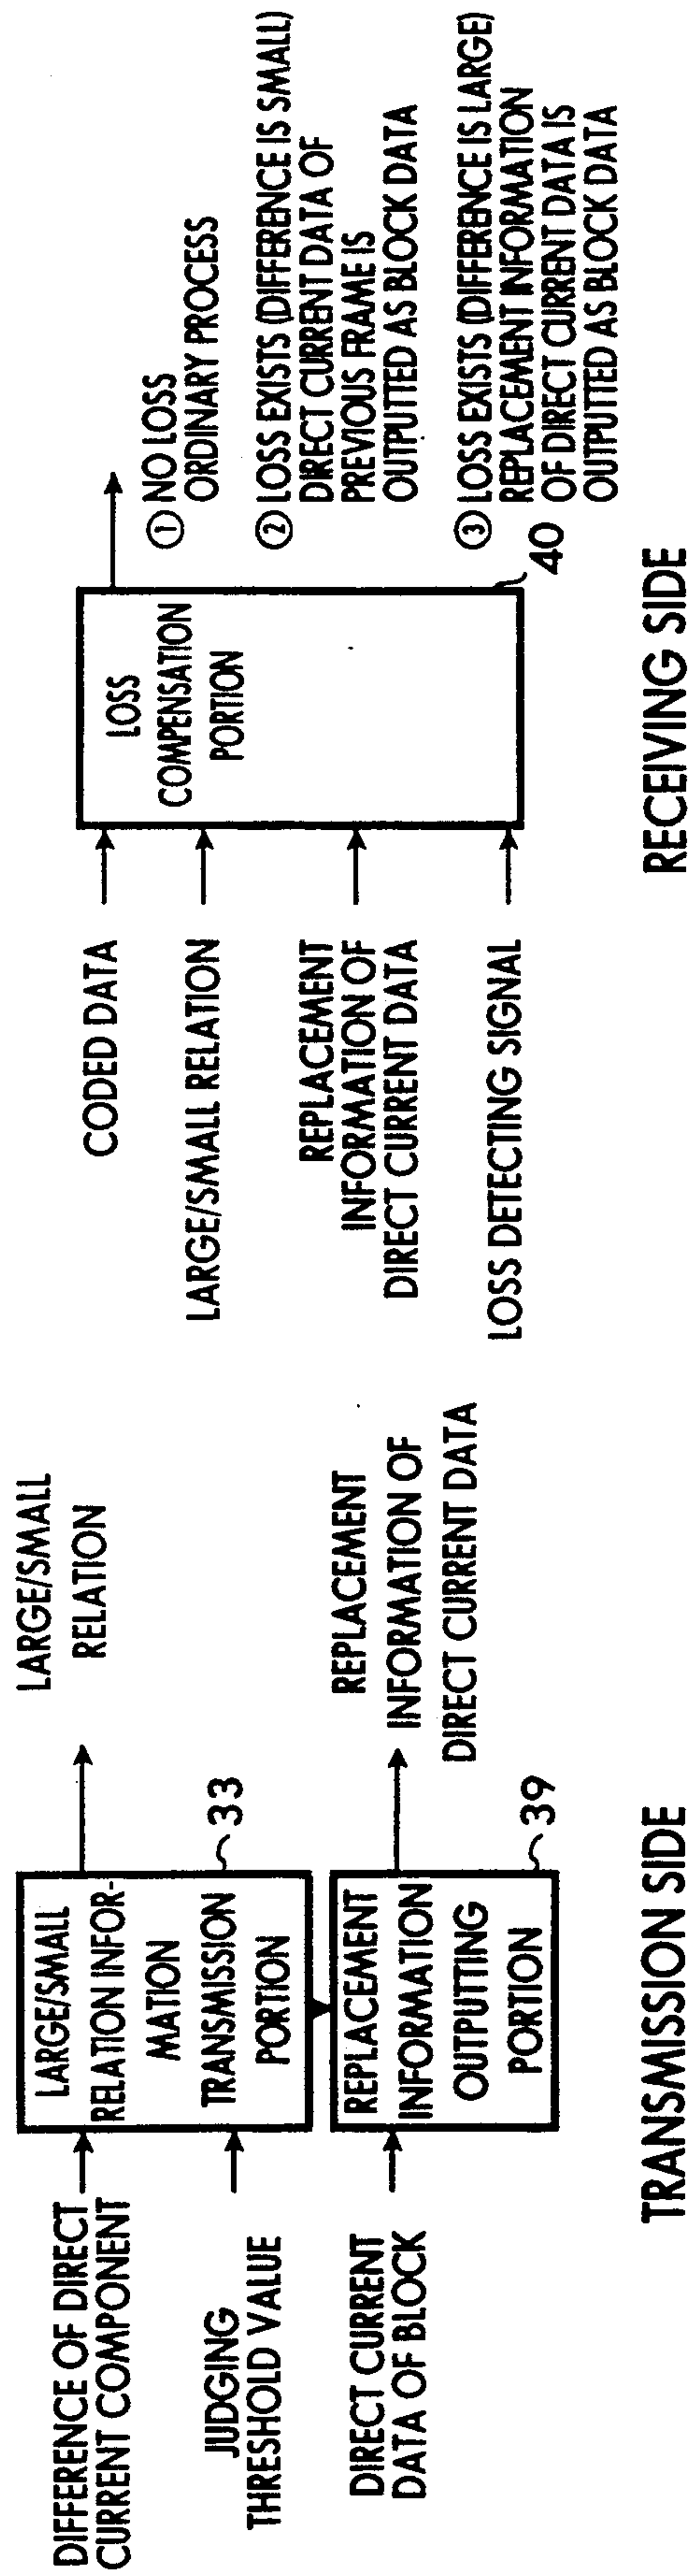 DIFFERENCE OF DIRECT
CURRENT COMPONENT
JUDGING
THRESHOLD VALUE
DIRECT CURRENT
DATA OF BLOCK
LARGE/SMALL
RELATION INFOR-
MATION
TRANSMISSION
PORTION
33
REPLACEMENT
INFORMATION
OUTPUTTING
PORTION
39
LARGE/SMALL
RELATION
REPLACEMENT
INFORMATION OF
DIRECT CURRENT DATA
TRANSMISSION SIDE
CODED DATA
LARGE/SMALL RELATION
REPLACEMENT
INFORMATION OF
DIRECT CURRENT DATA
LOSS DETECTING SIGNAL
LOSS
COMPENSATION
PORTION
40
① NO LOSS
ORDINARY PROCESS
② LOSS EXISTS (DIFFERENCE IS SMALL)
DIRECT CURRENT DATA OF
PREVIOUS FRAME IS
OUTPUTTED AS BLOCK DATA
③ LOSS EXISTS (DIFFERENCE IS LARGE)
REPLACEMENT INFORMATION
OF DIRECT CURRENT DATA IS
OUTPUTTED AS BLOCK DATA
RECEIVING SIDE